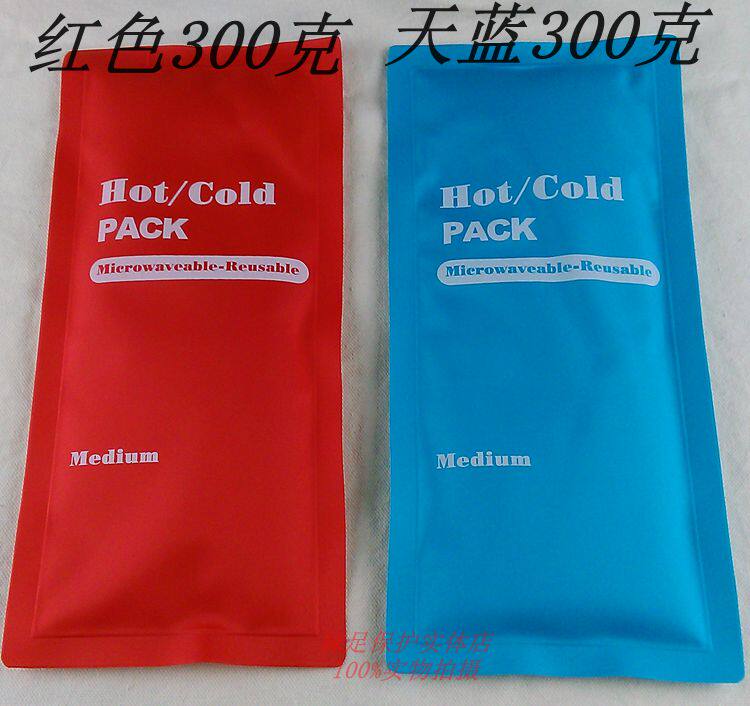 红色300克
天蓝300克
Hot/Cold
PACK
Microwaveable-Reusable
Medium
Hot/Cold
PACK
Microwaveable-Reusable
Medium
足保护实体店
100%实物拍摄